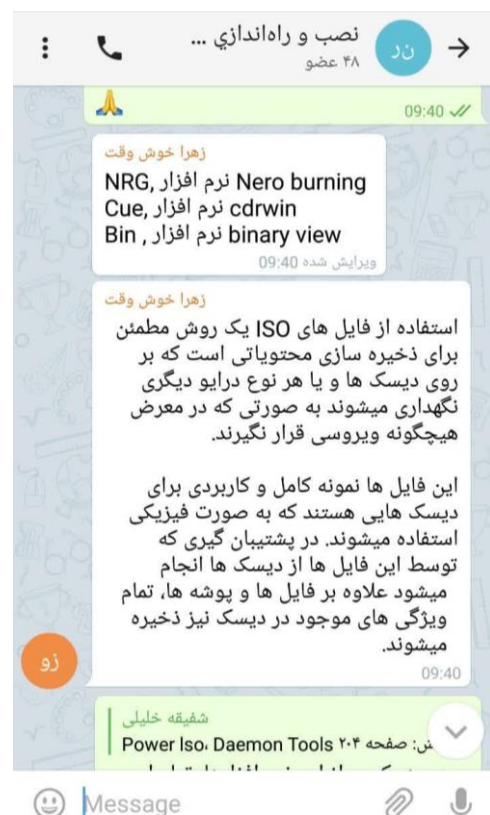 نصب و راه‌اندازي ...
۴۸ عضو
نر
09:40
زهرا خوش وقت
NRG, نرم افزار Nero burning
Cue, نرم افزار cdrwin
Bin , نرم افزار binary view
ویرایش شده 09:40
زهرا خوش وقت
استفاده از فایل های ISO یک روش مطمئن
برای ذخیره سازی محتویاتی است که بر
روی دیسک ها و یا هر نوع درایو دیگری
نگهداری میشوند به صورتی که در معرض
هیچگونه ویروسی قرار نگیرند.
این فایل ها نمونه کامل و کاربردی برای
دیسک هایی هستند که به صورت فیزیکی
استفاده میشوند. در پشتیبان گیری که
توسط این فایل ها از دیسک ها انجام
میشود علاوه بر فایل ها و پوشه ها، تمام
ویژگی های موجود در دیسک نیز ذخیره
میشوند.
09:40
زو
شفیقه خلیلی
صفحه ۲۰۴ Power Iso، Daemon Tools
Message